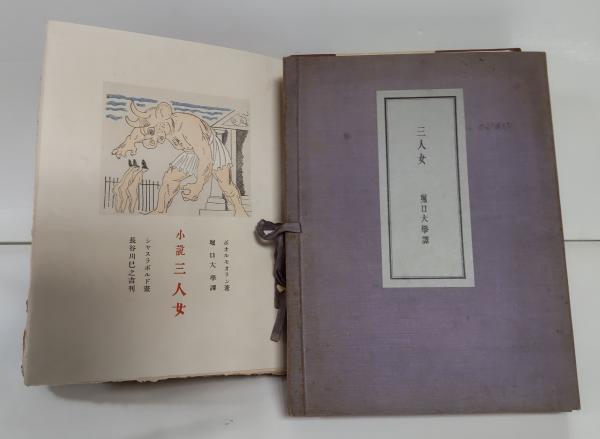 ポオルモオラン著
堀口大學譯
小説 三人女
シヤスラボルド畫
長谷川巳之吉刊
三人女
堀口大學譯